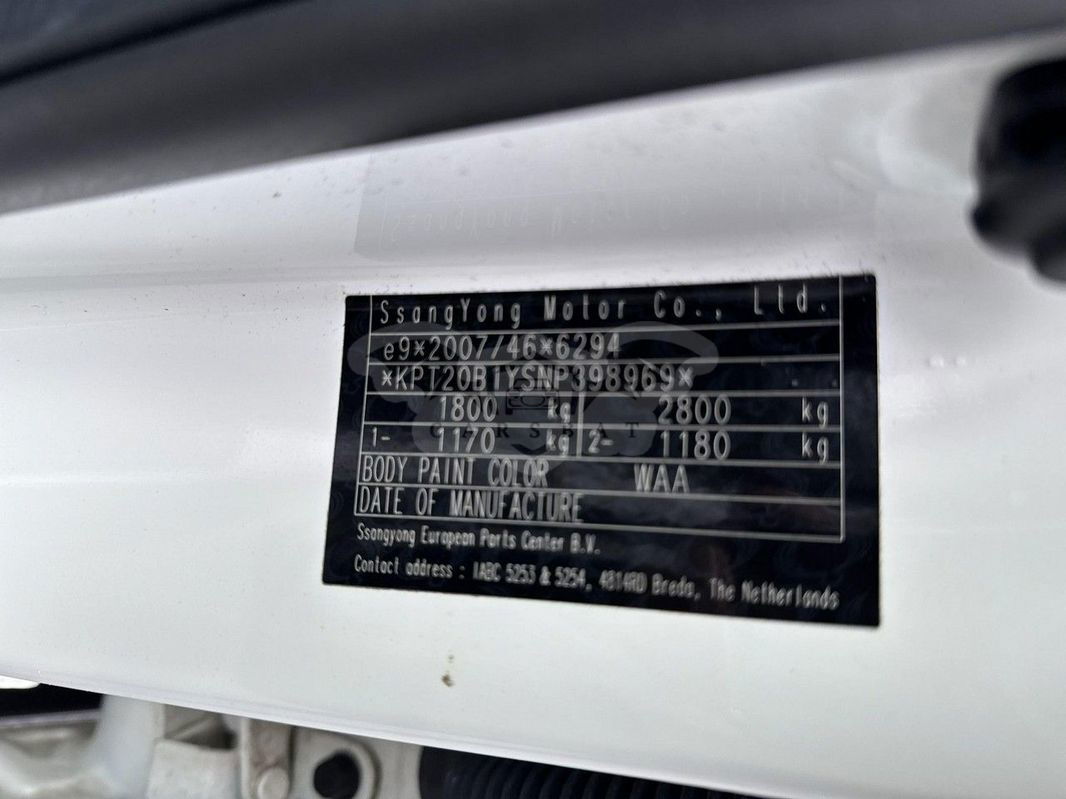 SsangYong Motor Co., Ltd.
e9*2007/46*6294
*KPT20B1YSNP398969*
1800 kg 2800 kg
CARSBAT
1- 1170 kg 2- 1180 kg
BODY PAINT COLOR WAA
DATE OF MANUFACTURE
Ssangyong European Parts Center B.V.
Contact address : IABC 5253 & 5254, 4814RD Breda, The Netherlands